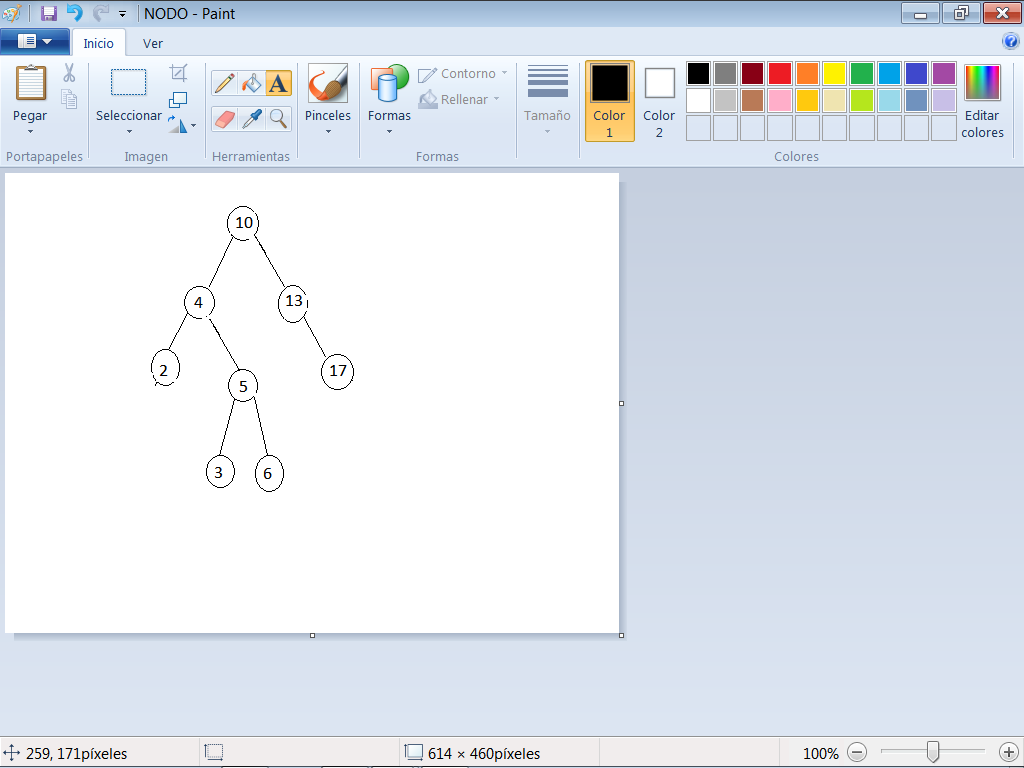 NODO - Paint
Inicio Ver
Pegar Seleccionar A Pinceles Formas Contorno Rellenar Tamaño Color 1 Color 2 Editar colores
Portapapeles Imagen Herramientas Formas Colores
10
4 13
2 5 17
3 6
259, 171píxeles 614 × 460píxeles 100%